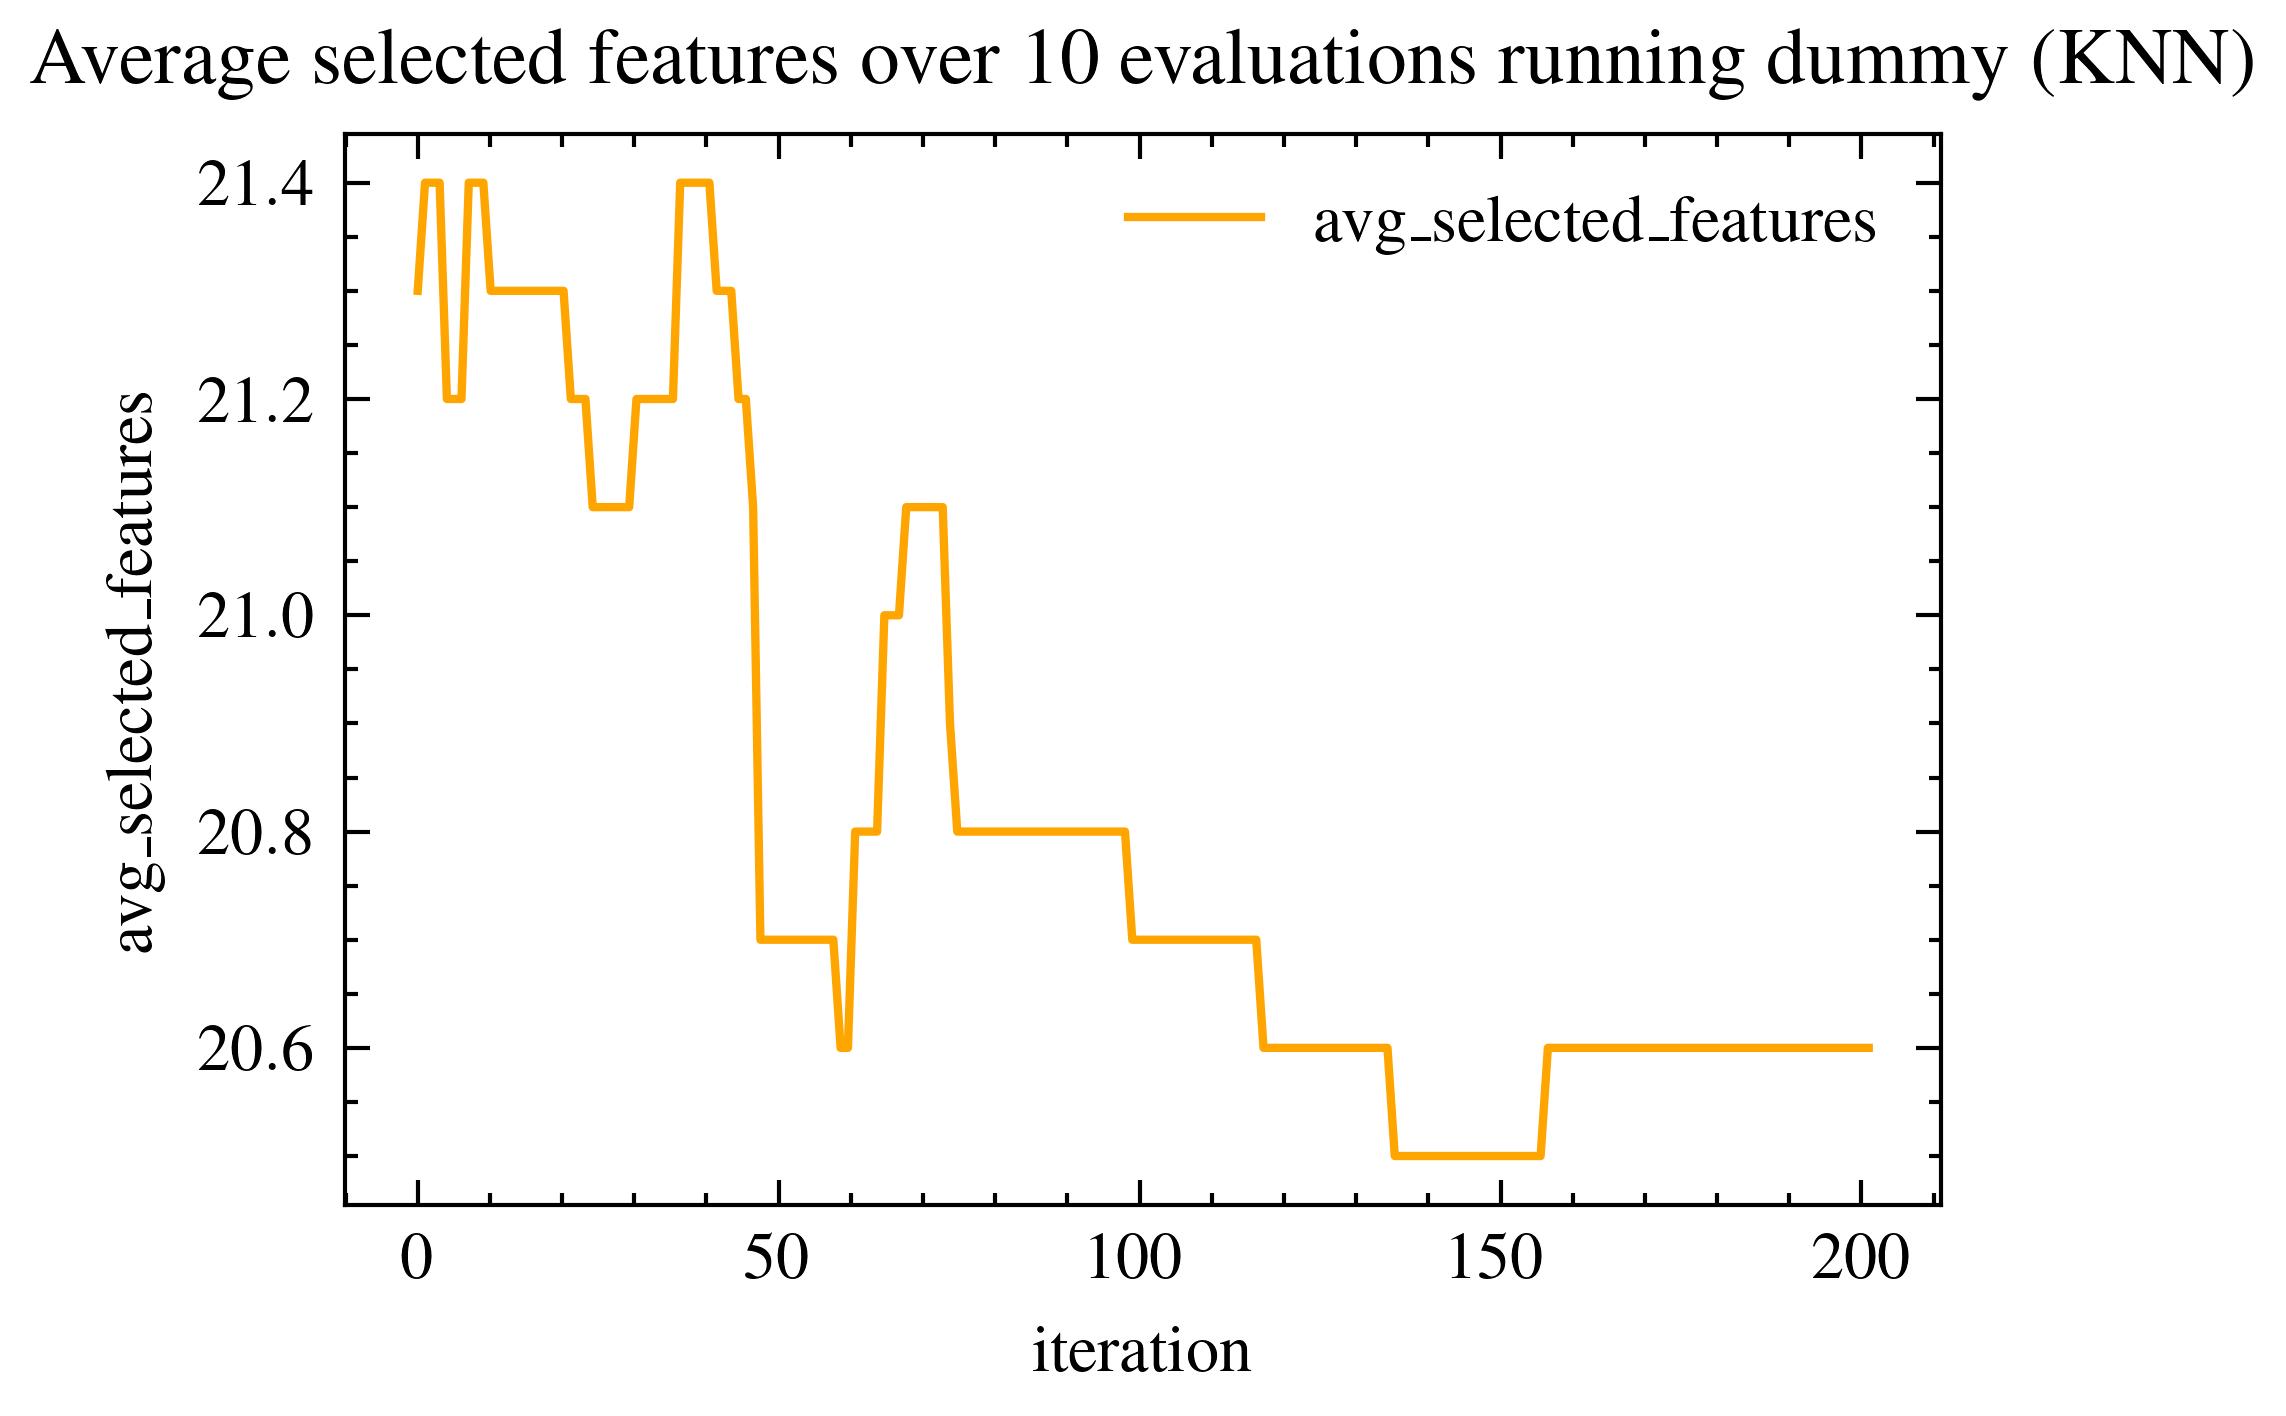 Average selected features over 10 evaluations running dummy (KNN)
21.4
21.2
21.0
20.8
20.6
avg_selected_features
avg_selected_features
0 50 100 150 200
iteration